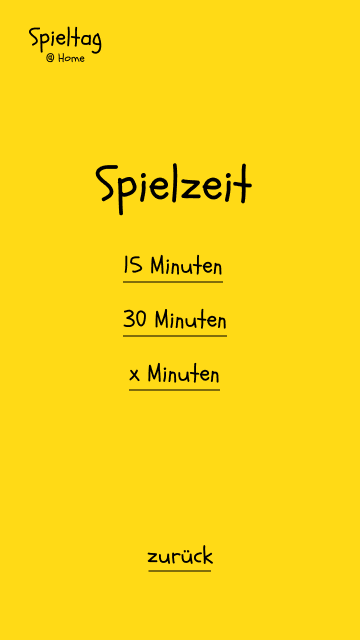 Spieltag
@ Home
Spielzeit
15 Minuten
30 Minuten
x Minuten
zurück